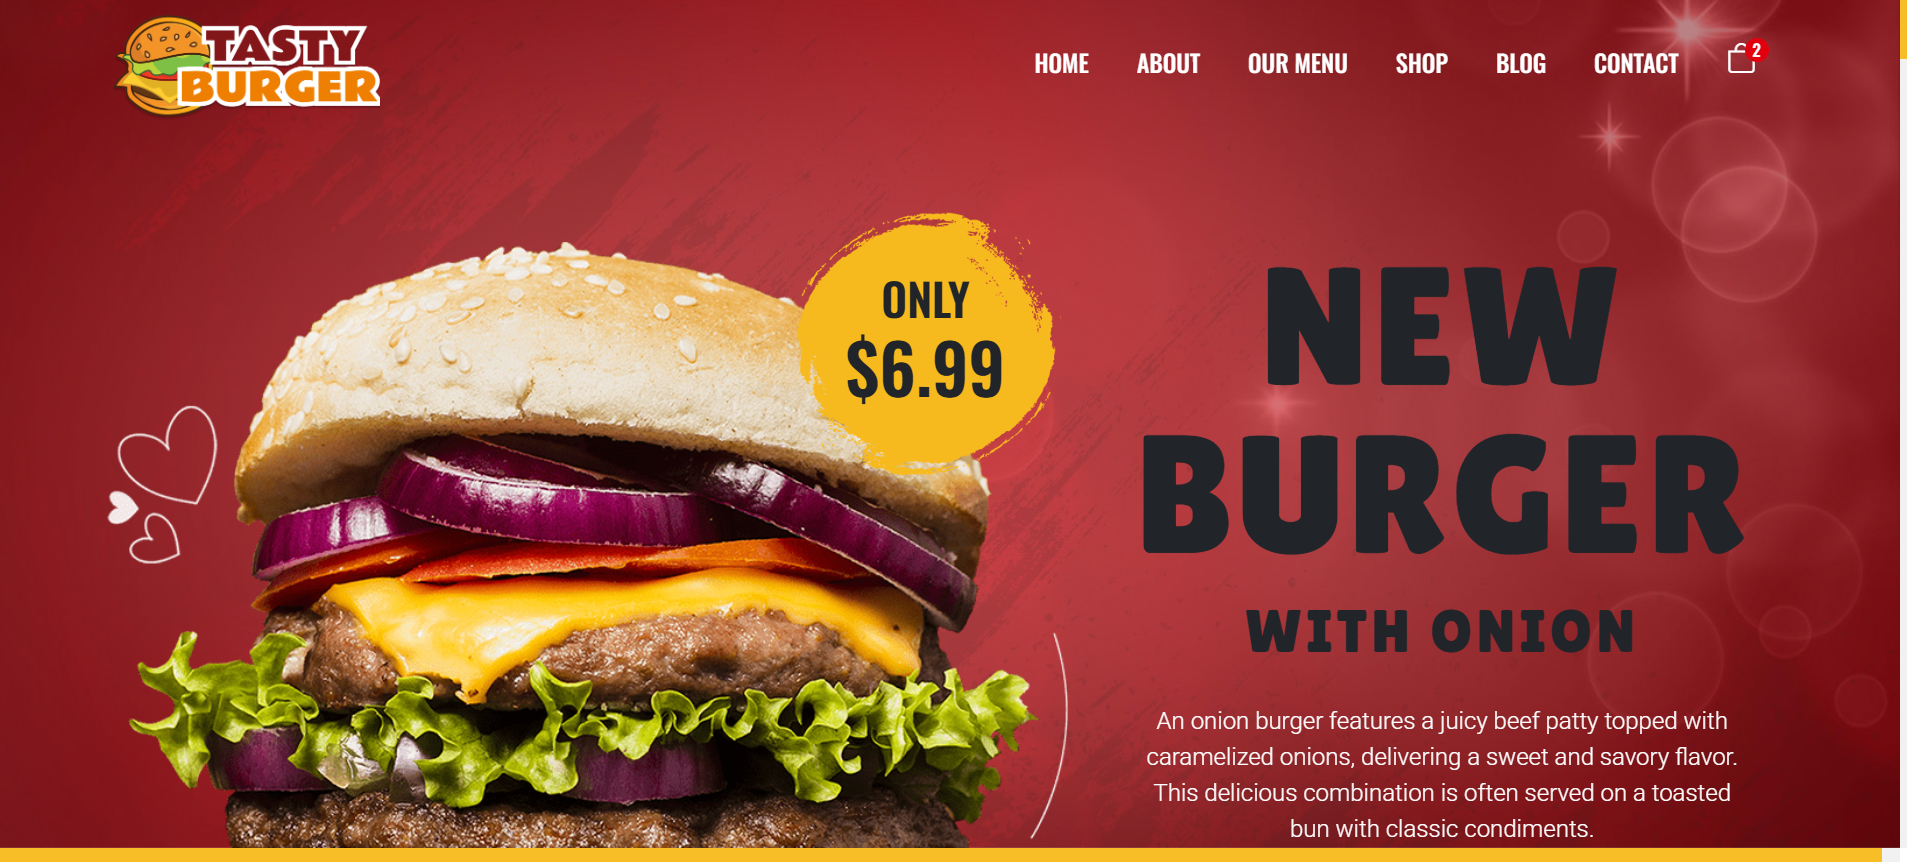 TASTY
BURGER
HOME ABOUT OUR MENU SHOP BLOG CONTACT 2
ONLY
$6.99
NEW
BURGER
WITH ONION
An onion burger features a juicy beef patty topped with
caramelized onions, delivering a sweet and savory flavor.
This delicious combination is often served on a toasted
bun with classic condiments.